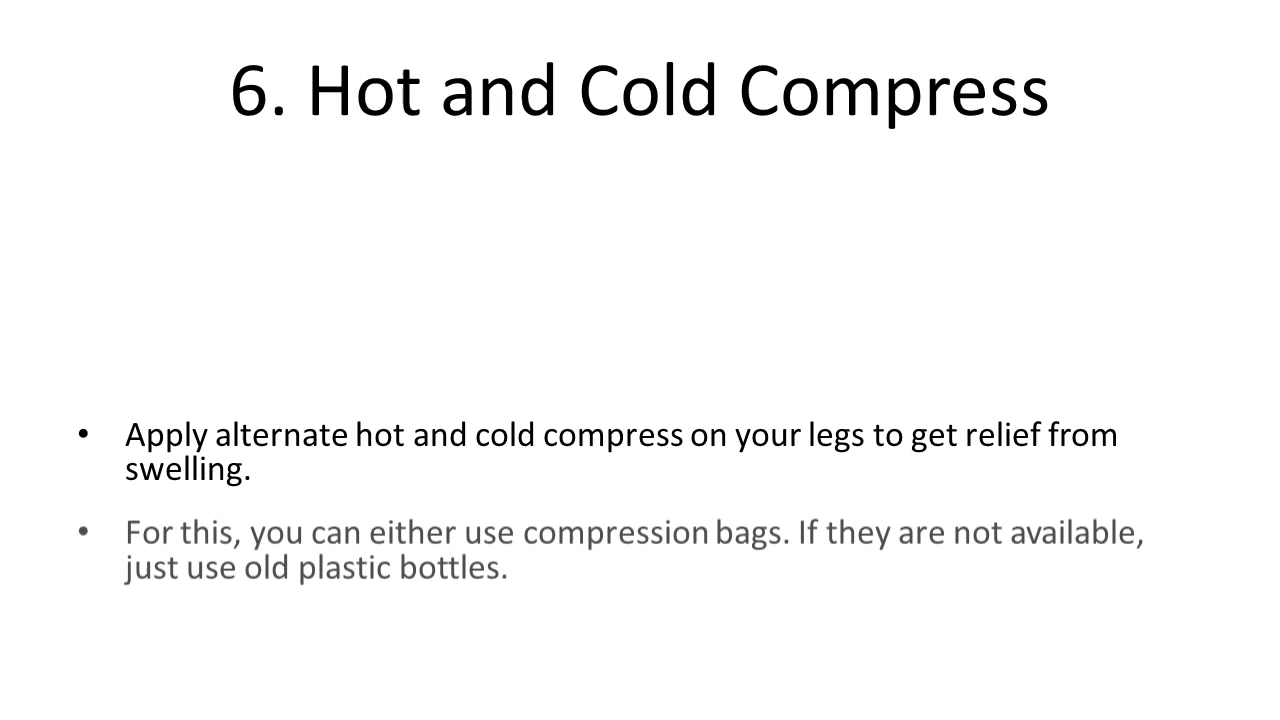 6. Hot and Cold Compress
• Apply alternate hot and cold compress on your legs to get relief from
swelling.
• For this, you can either use compression bags. If they are not available,
just use old plastic bottles.